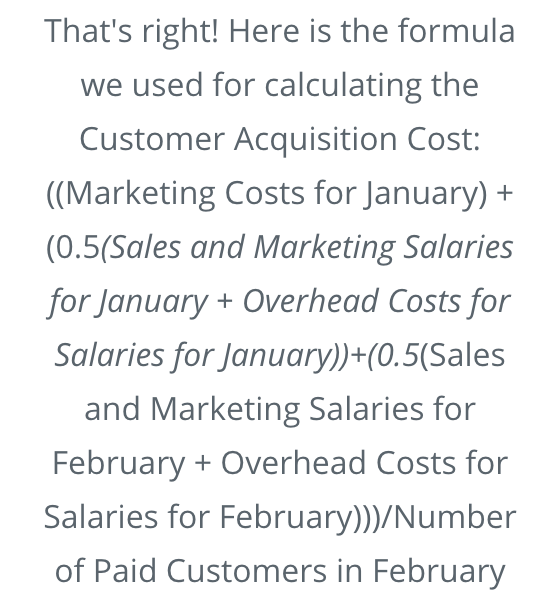 That's right! Here is the formula
we used for calculating the
Customer Acquisition Cost:
((Marketing Costs for January) +
(0.5(Sales and Marketing Salaries
for January + Overhead Costs for
Salaries for January))+(0.5(Sales
and Marketing Salaries for
February + Overhead Costs for
Salaries for February)))/Number
of Paid Customers in February